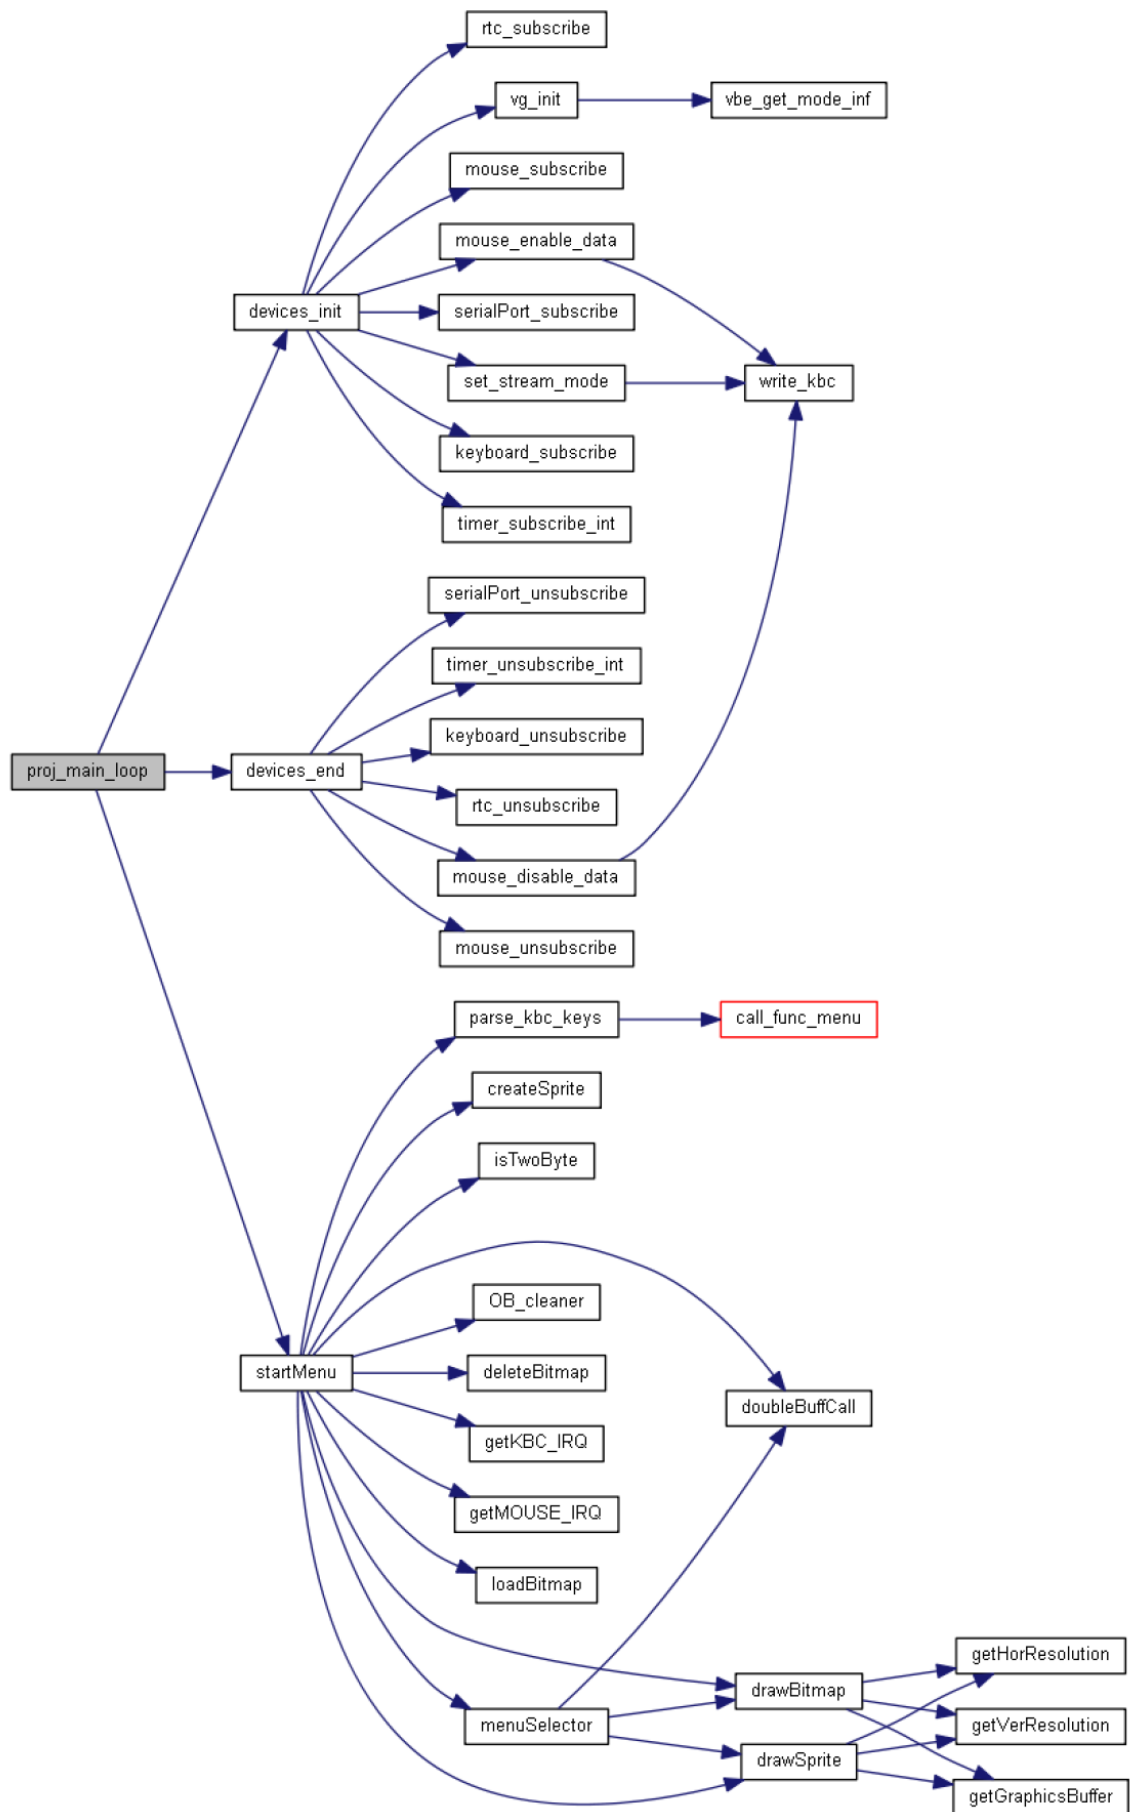 rtc_subscribe
vg_init
vbe_get_mode_inf
mouse_subscribe
mouse_enable_data
devices_init
serialPort_subscribe
set_stream_mode
write_kbc
keyboard_subscribe
timer_subscribe_int
serialPort_unsubscribe
timer_unsubscribe_int
keyboard_unsubscribe
proj_main_loop
devices_end
rtc_unsubscribe
mouse_disable_data
mouse_unsubscribe
parse_kbc_keys
call_func_menu
createSprite
isTwoByte
OB_cleaner
startMenu
deleteBitmap
doubleBuffCall
getKBC_IRQ
getMOUSE_IRQ
loadBitmap
getHorResolution
drawBitmap
menuSelector
getVerResolution
drawSprite
getGraphicsBuffer